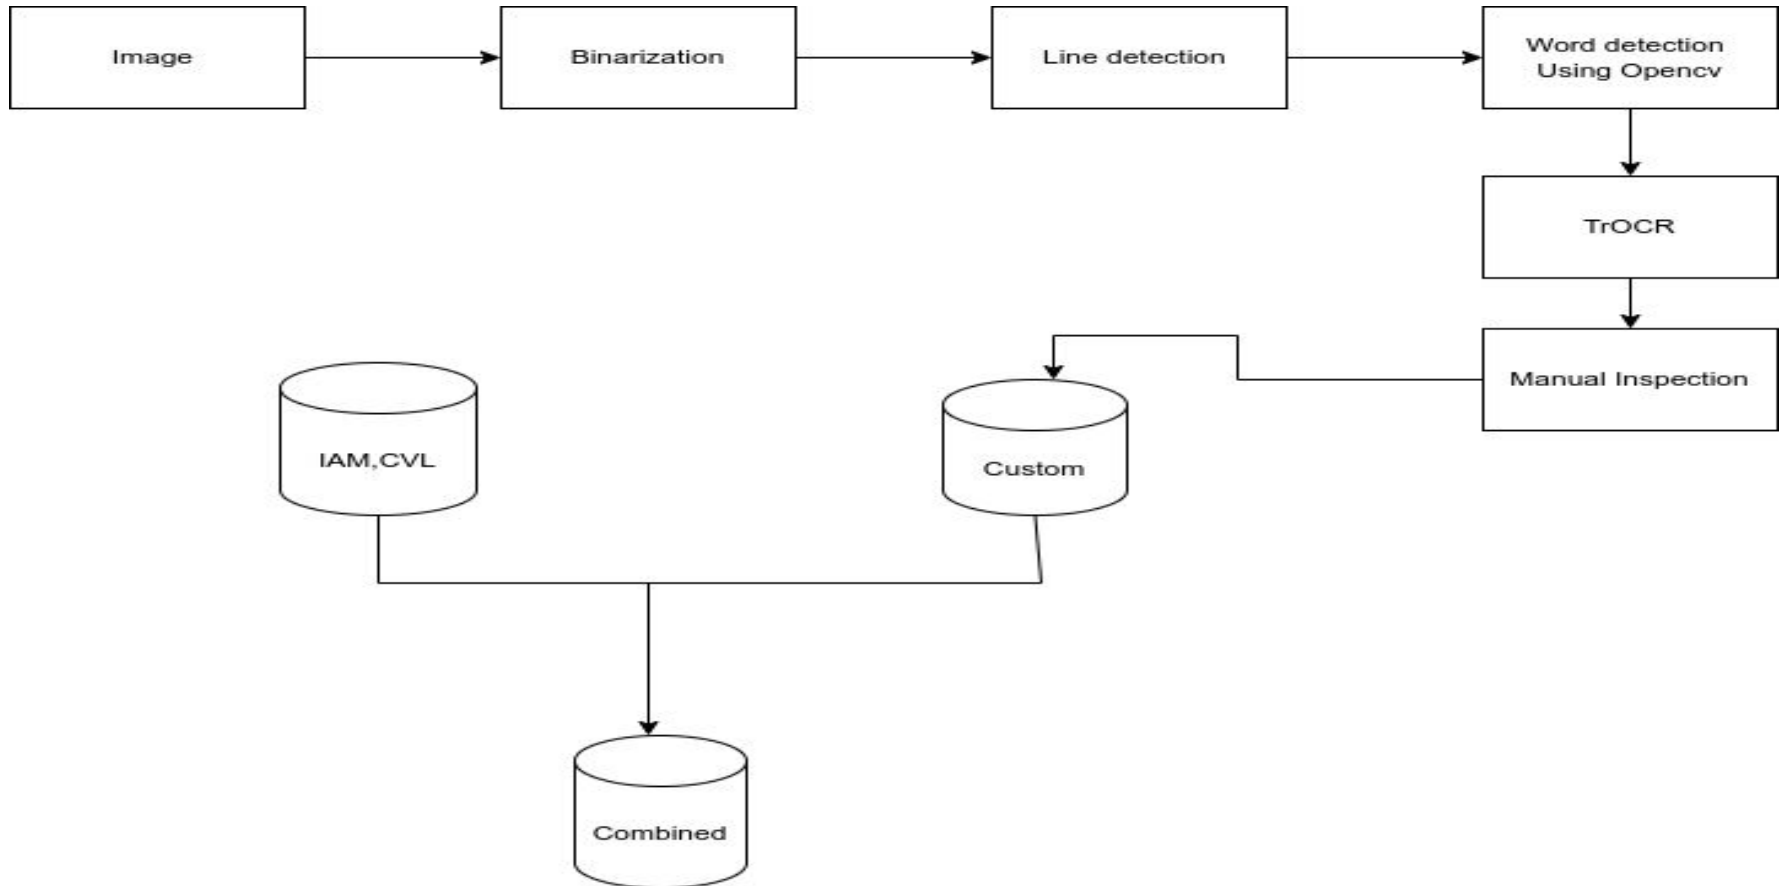 Image
Binarization
Line detection
Word detection
Using Opencv
TrOCR
Manual Inspection
IAM,CVL
Custom
Combined